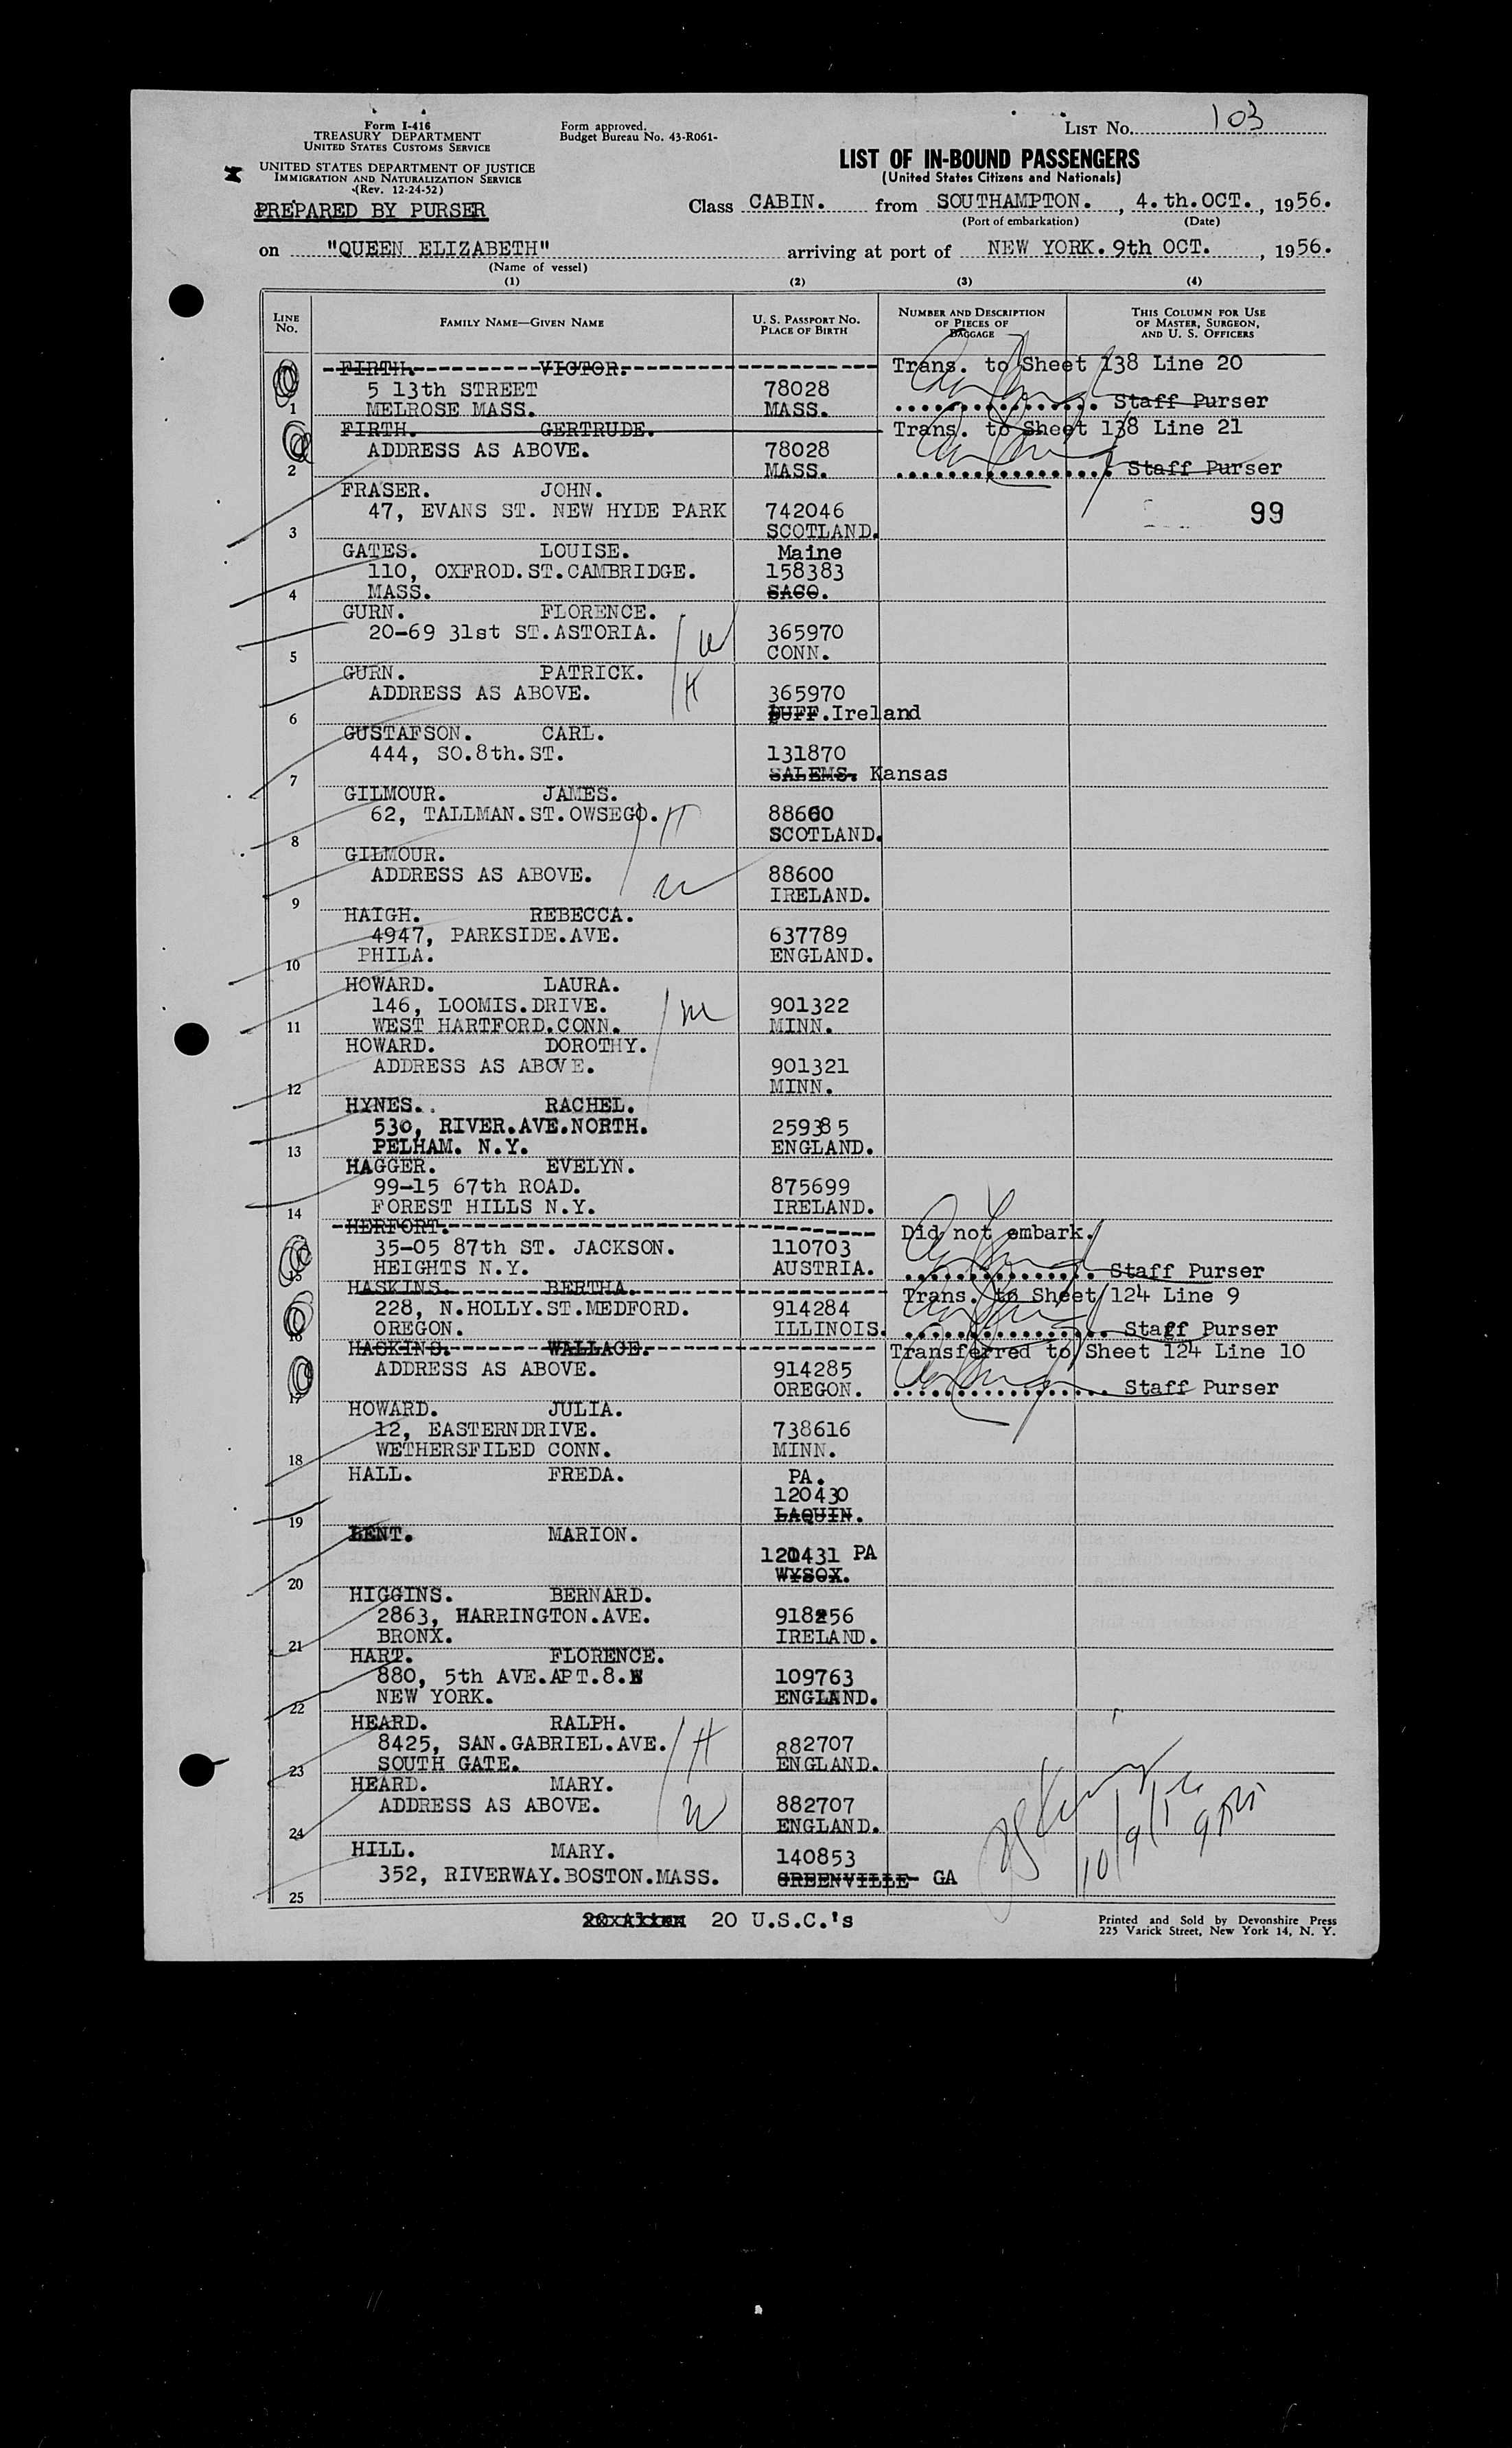 Form I-416
TREASURY DEPARTMENT
UNITED STATES CUSTOMS SERVICE
UNITED STATES DEPARTMENT OF JUSTICE
IMMIGRATION AND NATURALIZATION SERVICE
(Rev. 12-24-52)
PREPARED BY PURSER
Form approved.
Budget Bureau No. 43-R061-
LIST No. 103
LIST OF IN-BOUND PASSENGERS
(United States Citizens and Nationals)
Class CABIN. from SOUTHAMPTON. , 4.th.OCT. , 1956.
(Port of embarkation) (Date)
on "QUEEN ELIZABETH" arriving at port of NEW YORK. 9th OCT. , 1956.
(Name of vessel)
(1) (2) (3) (4)
LINE No. FAMILY NAME—GIVEN NAME U. S. PASSPORT No. PLACE OF BIRTH NUMBER AND DESCRIPTION OF PIECES OF BAGGAGE THIS COLUMN FOR USE OF MASTER, SURGEON, AND U. S. OFFICERS
FIRTH. VICTOR. Trans. to Sheet 138 Line 20
5 13th STREET 78028
1 MELROSE MASS. MASS. Staff Purser
FIRTH. GERTRUDE. Trans. to Sheet 138 Line 21
ADDRESS AS ABOVE. 78028
2 MASS. Staff Purser
FRASER. JOHN.
47, EVANS ST. NEW HYDE PARK 742046 99
3 SCOTLAND.
GATES. LOUISE. Maine
110, OXFROD.ST.CAMBRIDGE. 158383
4 MASS. SACO.
GURN. FLORENCE.
20-69 31st ST.ASTORIA. W 365970
5 CONN.
GURN. PATRICK.
ADDRESS AS ABOVE. H 365970
6 DUFF.Ireland
GUSTAFSON. CARL.
444, SO.8th.ST. 131870
7 SALEMS. Kansas
GILMOUR. JAMES.
62, TALLMAN.ST.OWSEGO. H 88600
8 SCOTLAND.
GILMOUR.
ADDRESS AS ABOVE. W 88600
9 IRELAND.
HAIGH. REBECCA.
4947, PARKSIDE.AVE. 637789
10 PHILA. ENGLAND.
HOWARD. LAURA.
146, LOOMIS.DRIVE. m 901322
11 WEST HARTFORD.CONN. MINN.
HOWARD. DOROTHY.
ADDRESS AS ABOVE. 901321
12 MINN.
HYNES.. RACHEL.
530, RIVER.AVE.NORTH. 259385
13 PELHAM. N.Y. ENGLAND.
HAGGER. EVELYN.
99-15 67th ROAD. 875699
14 FOREST HILLS N.Y. IRELAND.
HERFORT. Did not embark.
35-05 87th ST. JACKSON. 110703
15 HEIGHTS N.Y. AUSTRIA. Staff Purser
HASKINS. BERTHA. Trans. to Sheet 124 Line 9
228, N.HOLLY.ST.MEDFORD. 914284
16 OREGON. ILLINOIS. Staff Purser
HASKINS. WALLACE. Transferred to Sheet 124 Line 10
ADDRESS AS ABOVE. 914285
17 OREGON. Staff Purser
HOWARD. JULIA.
12, EASTERNDRIVE. 738616
18 WETHERSFILED CONN. MINN.
HALL. FREDA. PA.
120430
19 LAQUIN.
LENT. MARION.
120431 PA
20 WYSOX.
HIGGINS. BERNARD.
2863, HARRINGTON.AVE. 918256
21 BRONX. IRELAND.
HART. FLORENCE.
880, 5th AVE.APT.8. 109763
22 NEW YORK. ENGLAND.
HEARD. RALPH.
8425, SAN.GABRIEL.AVE. H 882707
23 SOUTH GATE. ENGLAND.
HEARD. MARY.
ADDRESS AS ABOVE. W 882707
24 ENGLAND.
HILL. MARY. 140853
352, RIVERWAY.BOSTON.MASS. GREENVILLE GA
25
20 U.S.C.'s
Printed and Sold by Devonshire Press
225 Varick Street, New York 14, N. Y.